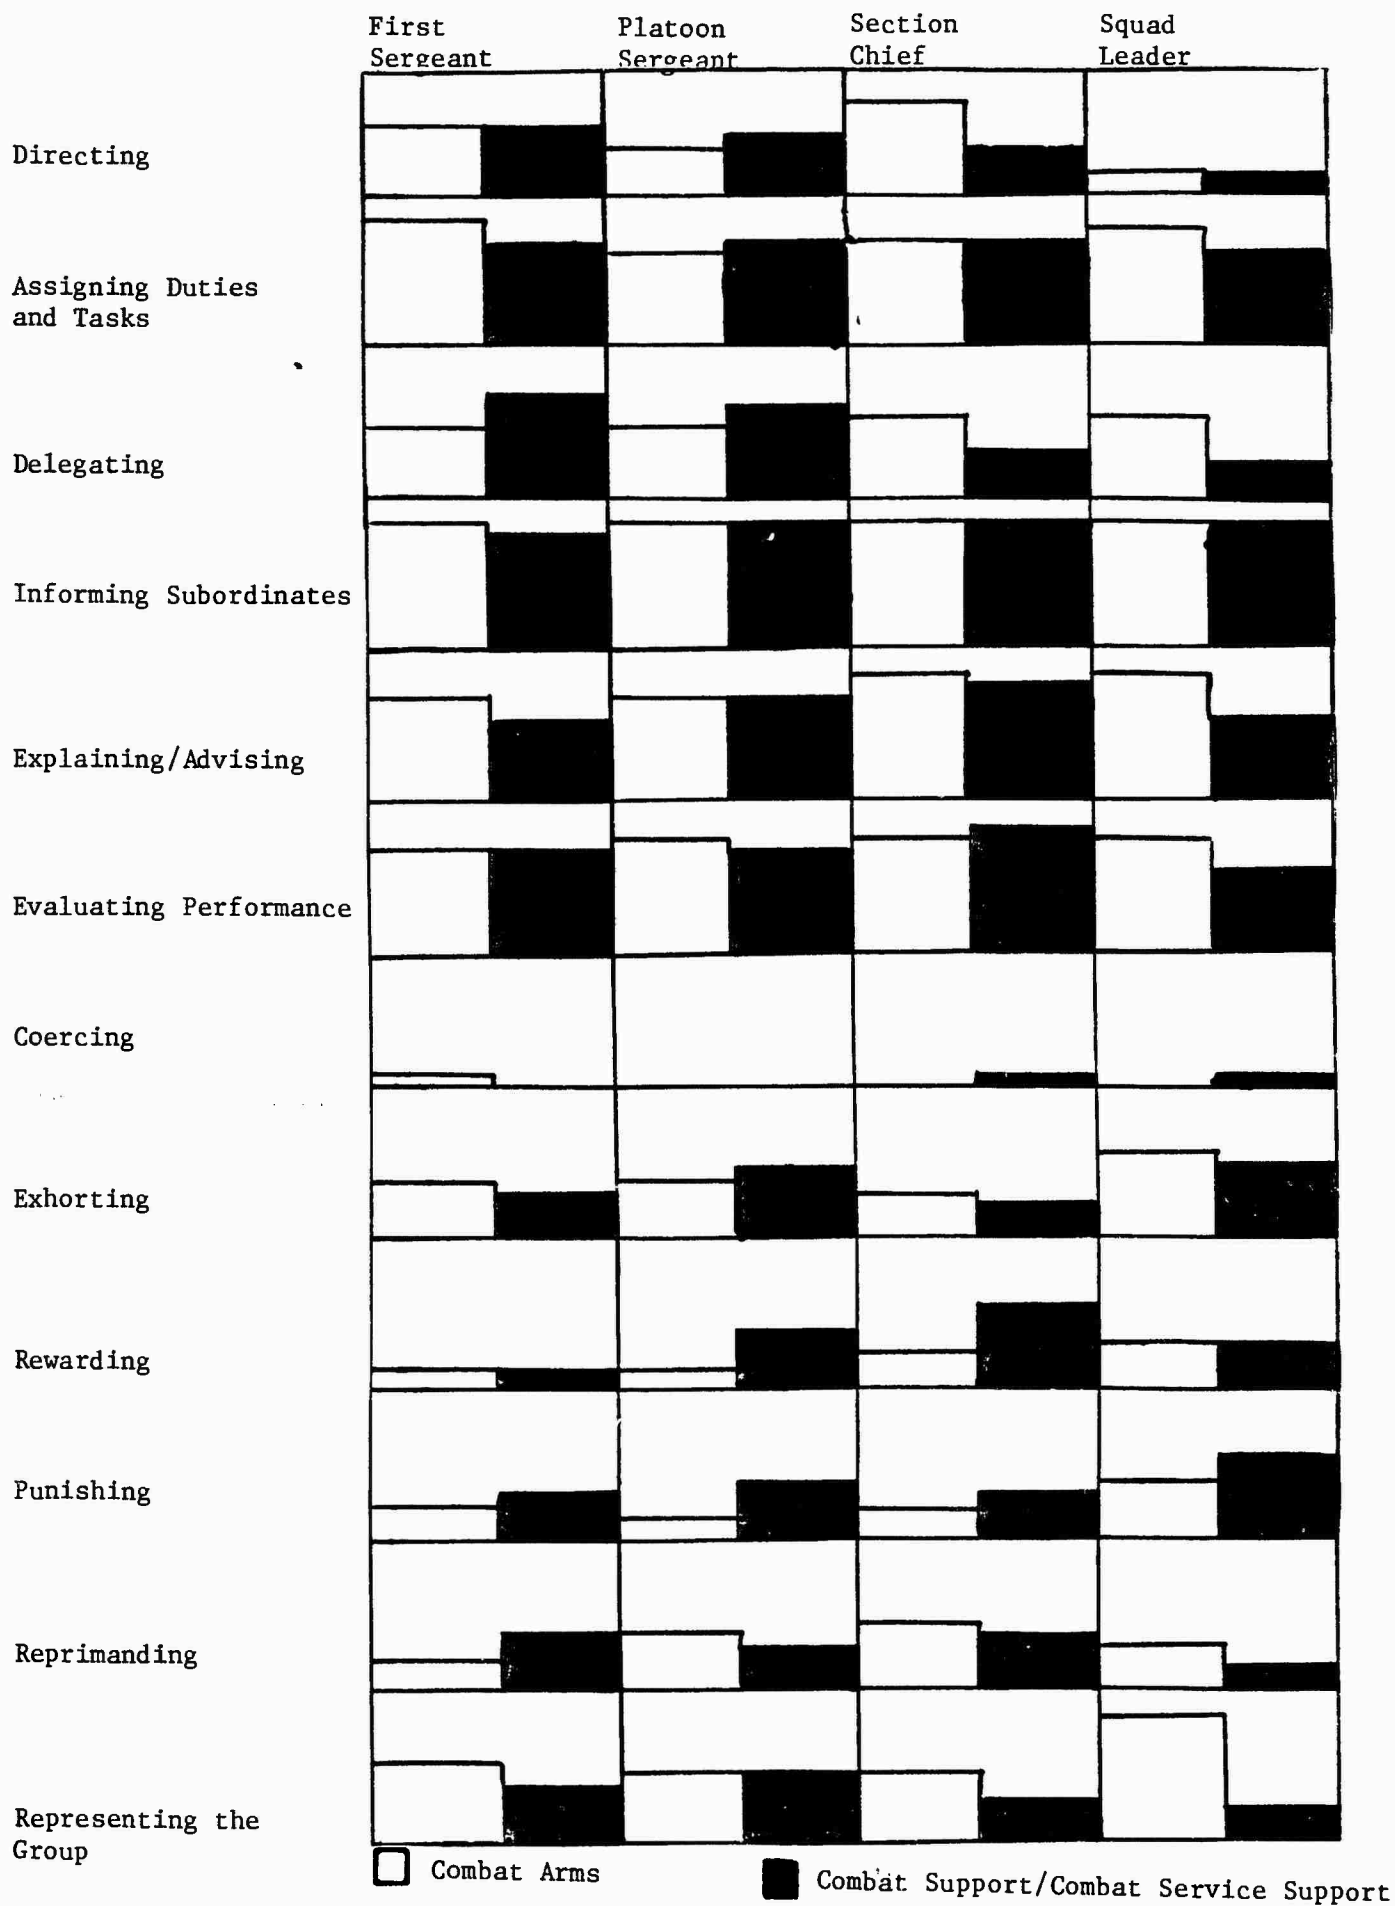 First Sergeant
Platoon Sergeant
Section Chief
Squad Leader
Directing
Assigning Duties
and Tasks
Delegating
Informing Subordinates
Explaining/Advising
Evaluating Performance
Coercing
Exhorting
Rewarding
Punishing
Reprimanding
Representing the
Group
Combat Arms
Combat Support/Combat Service Support